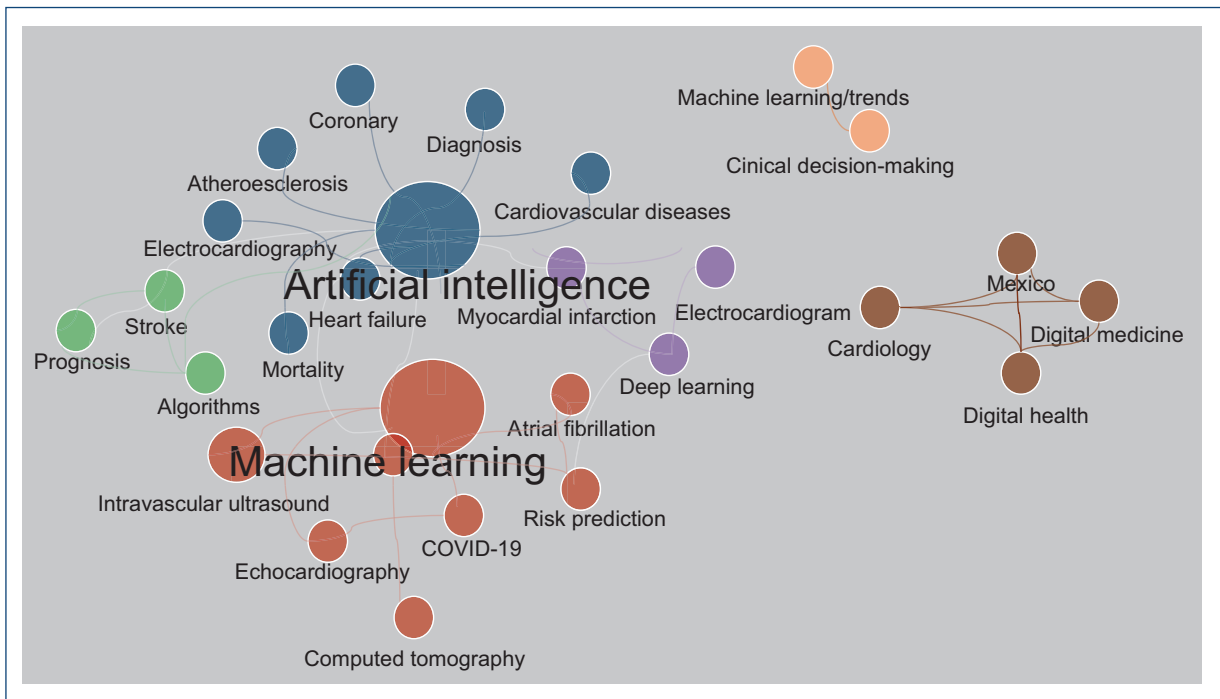 Machine learning/trends
Coronary
Diagnosis
Cinical decision-making
Atheroesclerosis
Cardiovascular diseases
Electrocardiography
Artificial intelligence
Mexico
Heart failure
Myocardial infarction
Electrocardiogram
Stroke
Digital medicine
Cardiology
Prognosis
Mortality
Deep learning
Algorithms
Digital health
Atrial fibrillation
Machine learning
Intravascular ultrasound
Risk prediction
COVID-19
Echocardiography
Computed tomography